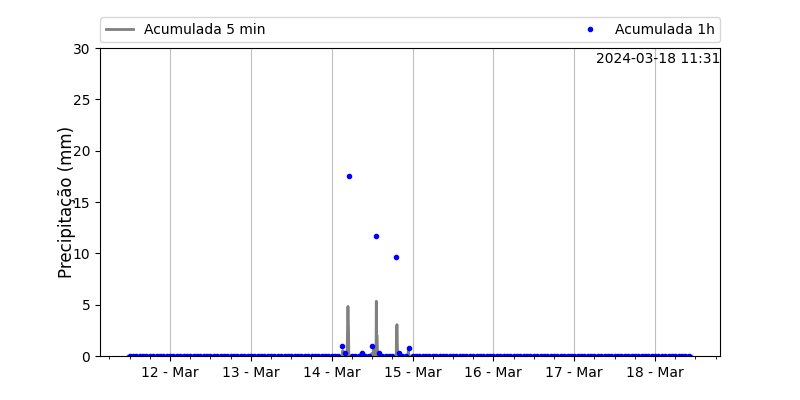 Acumulada 5 min
Acumulada 1h
2024-03-18 11:31
Precipitação (mm)
30
25
20
15
10
5
0
12 - Mar
13 - Mar
14 - Mar
15 - Mar
16 - Mar
17 - Mar
18 - Mar